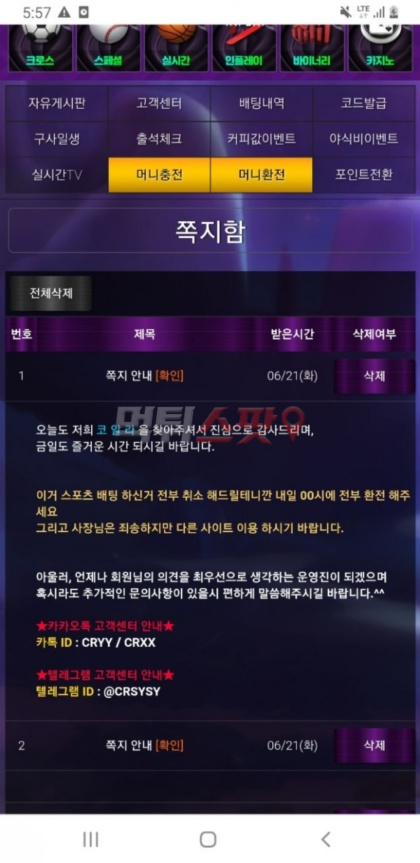 5:57
LTE
크로스 스페셜 실시간 인플레이 바이너리 카지노
자유게시판 고객센터 배팅내역 코드발급
구사일생 출석체크 커피값이벤트 야식비이벤트
실시간TV 머니충전 머니환전 포인트전환
쪽지함
전체삭제
번호 제목 받은시간 삭제여부
1 쪽지 안내 [확인] 06/21(화) 삭제
먹튀스팟
오늘도 저희 코 일 리 을 찾아주셔서 진심으로 감사드리며,
금일도 즐거운 시간 되시길 바랍니다.
이거 스포츠 배팅 하신거 전부 취소 해드릴테니깐 내일 00시에 전부 환전 해주
세요
그리고 사장님은 죄송하지만 다른 사이트 이용 하시기 바랍니다.
아울러, 언제나 회원님의 의견을 최우선으로 생각하는 운영진이 되겠으며
혹시라도 추가적인 문의사항이 있을시 편하게 말씀해주시길 바랍니다.^^
★카카오톡 고객센터 안내★
카톡 ID : CRYY / CRXX
★텔레그램 고객센터 안내★
텔레그램 ID : @CRSYSY
2 쪽지 안내 [확인] 06/21(화) 삭제